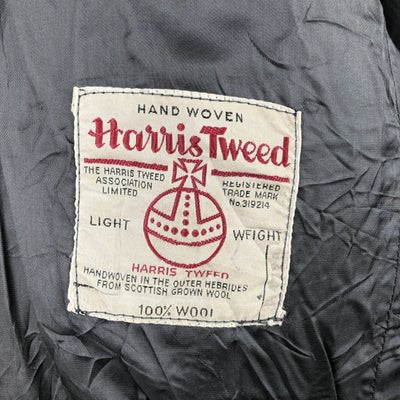 HAND WOVEN
Harris Tweed
THE HARRIS TWEED
ASSOCIATION
LIMITED
REGISTERED
TRADE MARK
No.319214
LIGHT WEIGHT
HARRIS TWEED
HANDWOVEN IN THE OUTER HEBRIDES
FROM SCOTTISH GROWN WOOL
100% WOOL